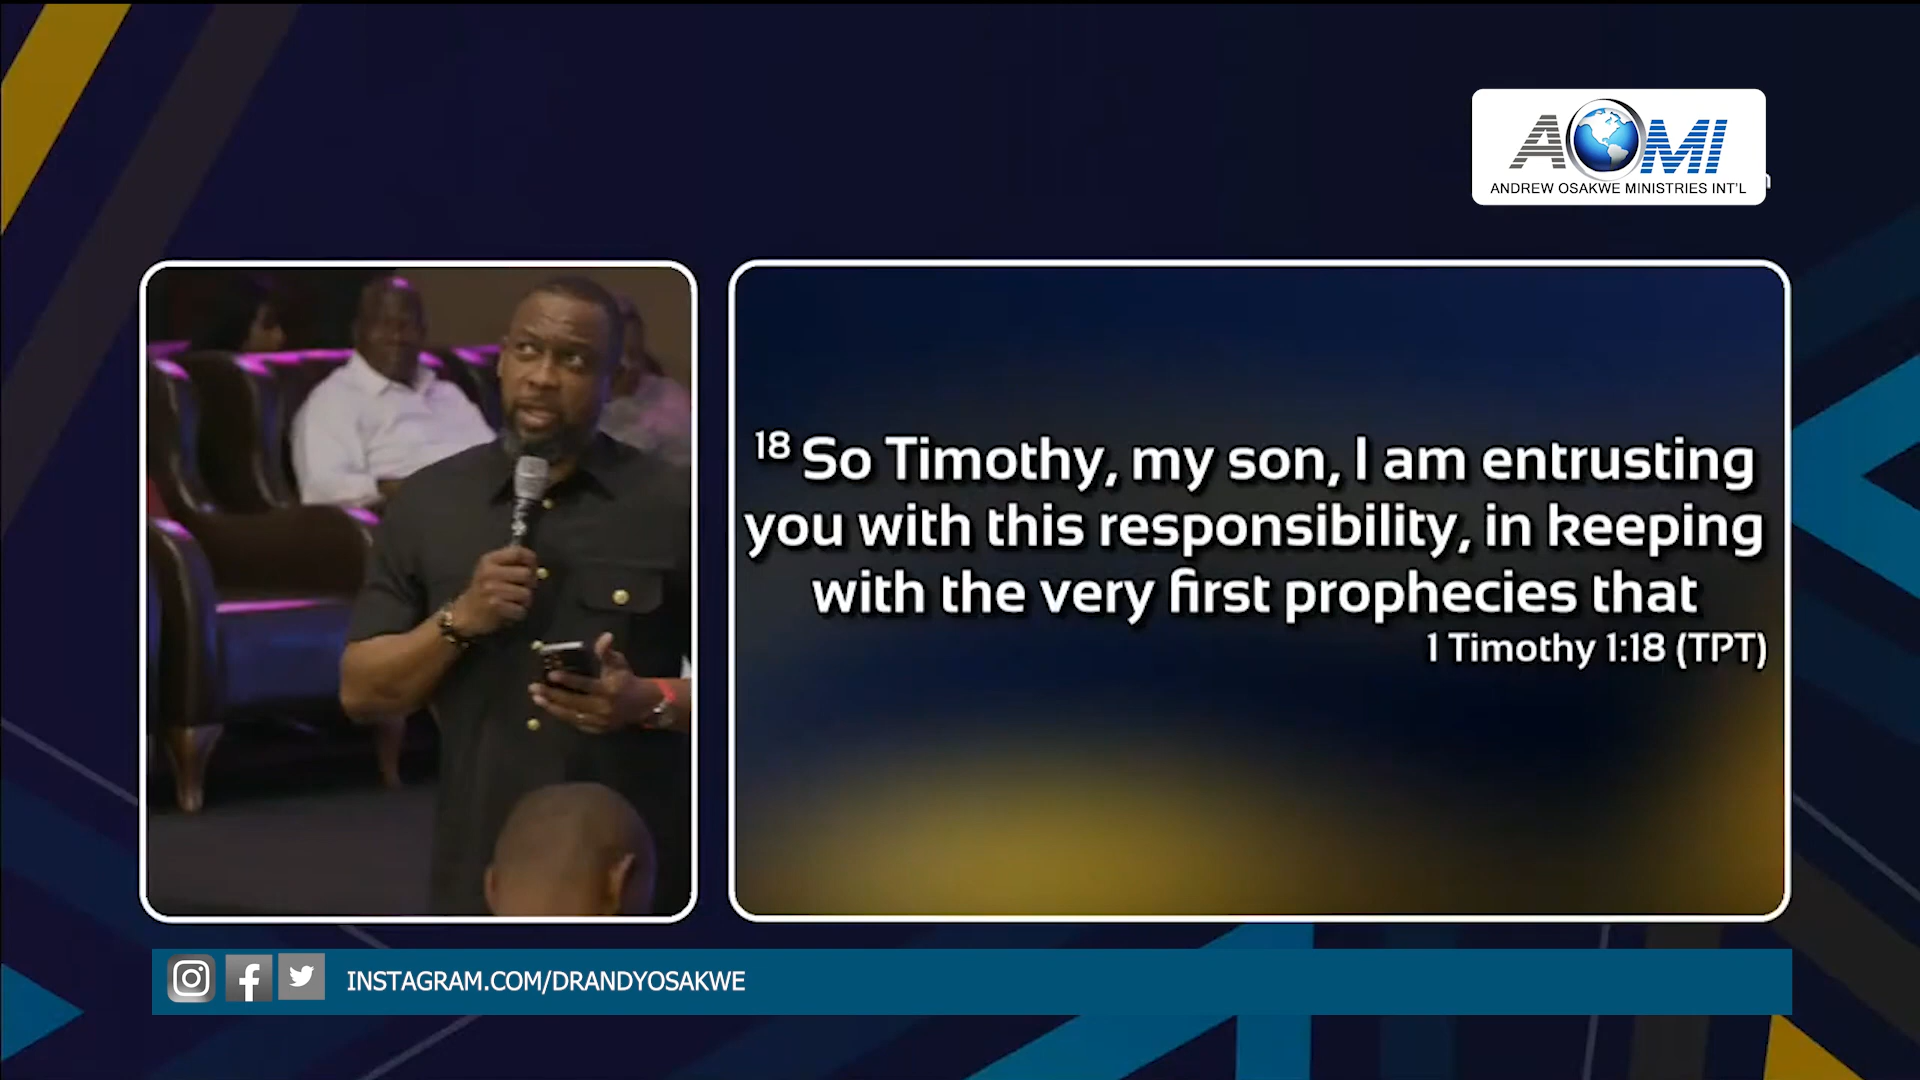 AOMI
ANDREW OSAKWE MINISTRIES INT'L
18 So Timothy, my son, I am entrusting
you with this responsibility, in keeping
with the very first prophecies that
1 Timothy 1:18 (TPT)
INSTAGRAM.COM/DRANDYOSAKWE